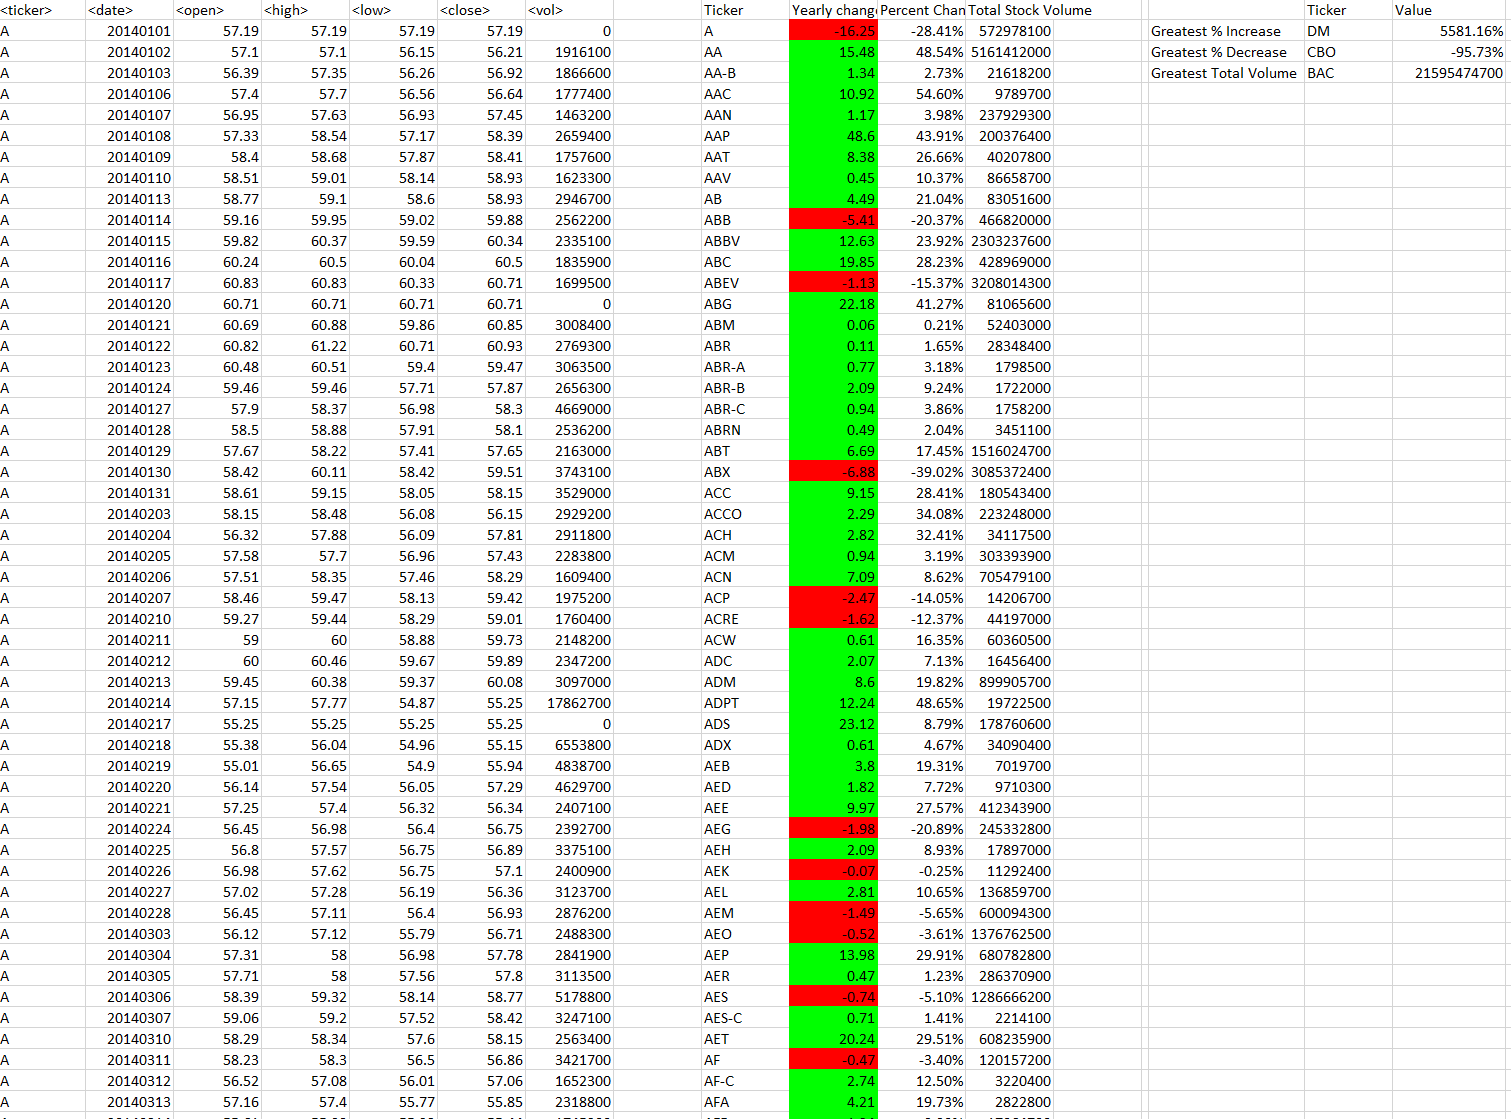 <ticker> <date> <open> <high> <low> <close> <vol> Ticker Yearly chang Percent Chan Total Stock Volume Ticker Value
A 20140101 57.19 57.19 57.19 57.19 0 A -16.25 -28.41% 572978100 Greatest % Increase DM 5581.16%
A 20140102 57.1 57.1 56.15 56.21 1916100 AA 15.48 48.54% 5161412000 Greatest % Decrease CBO -95.73%
A 20140103 56.39 57.35 56.26 56.92 1866600 AA-B 1.34 2.73% 21618200 Greatest Total Volume BAC 21595474700
A 20140106 57.4 57.7 56.56 56.64 1777400 AAC 10.92 54.60% 9789700
A 20140107 56.95 57.63 56.93 57.45 1463200 AAN 1.17 3.98% 237929300
A 20140108 57.33 58.54 57.17 58.39 2659400 AAP 48.6 43.91% 200376400
A 20140109 58.4 58.68 57.87 58.41 1757600 AAT 8.38 26.66% 40207800
A 20140110 58.51 59.01 58.14 58.93 1623300 AAV 0.45 10.37% 86658700
A 20140113 58.77 59.1 58.6 58.93 2946700 AB 4.49 21.04% 83051600
A 20140114 59.16 59.95 59.02 59.88 2562200 ABB -5.41 -20.37% 466820000
A 20140115 59.82 60.37 59.59 60.34 2335100 ABBV 12.63 23.92% 2303237600
A 20140116 60.24 60.5 60.04 60.5 1835900 ABC 19.85 28.23% 428969000
A 20140117 60.83 60.83 60.33 60.71 1699500 ABEV -1.13 -15.37% 3208014300
A 20140120 60.71 60.71 60.71 60.71 0 ABG 22.18 41.27% 81065600
A 20140121 60.69 60.88 59.86 60.85 3008400 ABM 0.06 0.21% 52403000
A 20140122 60.82 61.22 60.71 60.93 2769300 ABR 0.11 1.65% 28348400
A 20140123 60.48 60.51 59.4 59.47 3063500 ABR-A 0.77 3.18% 1798500
A 20140124 59.46 59.46 57.71 57.87 2656300 ABR-B 2.09 9.24% 1722000
A 20140127 57.9 58.37 56.98 58.3 4669000 ABR-C 0.94 3.86% 1758200
A 20140128 58.5 58.88 57.91 58.1 2536200 ABRN 0.49 2.04% 3451100
A 20140129 57.67 58.22 57.41 57.65 2163000 ABT 6.69 17.45% 1516024700
A 20140130 58.42 60.11 58.42 59.51 3743100 ABX -6.88 -39.02% 3085372400
A 20140131 58.61 59.15 58.05 58.15 3529000 ACC 9.15 28.41% 180543400
A 20140203 58.15 58.48 56.08 56.15 2929200 ACCO 2.29 34.08% 223248000
A 20140204 56.32 57.88 56.09 57.81 2911800 ACH 2.82 32.41% 34117500
A 20140205 57.58 57.7 56.96 57.43 2283800 ACM 0.94 3.19% 303393900
A 20140206 57.51 58.35 57.46 58.29 1609400 ACN 7.09 8.62% 705479100
A 20140207 58.46 59.47 58.13 59.42 1975200 ACP -2.47 -14.05% 14206700
A 20140210 59.27 59.44 58.29 59.01 1760400 ACRE -1.62 -12.37% 44197000
A 20140211 59 60 58.88 59.73 2148200 ACW 0.61 16.35% 60360500
A 20140212 60 60.46 59.67 59.89 2347200 ADC 2.07 7.13% 16456400
A 20140213 59.45 60.38 59.37 60.08 3097000 ADM 8.6 19.82% 899905700
A 20140214 57.15 57.77 54.87 55.25 17862700 ADPT 12.24 48.65% 19722500
A 20140217 55.25 55.25 55.25 55.25 0 ADS 23.12 8.79% 178760600
A 20140218 55.38 56.04 54.96 55.15 6553800 ADX 0.61 4.67% 34090400
A 20140219 55.01 56.65 54.9 55.94 4838700 AEB 3.8 19.31% 7019700
A 20140220 56.14 57.54 56.05 57.29 4629700 AED 1.82 7.72% 9710300
A 20140221 57.25 57.4 56.32 56.34 2407100 AEE 9.97 27.57% 412343900
A 20140224 56.45 56.98 56.4 56.75 2392700 AEG -1.98 -20.89% 245332800
A 20140225 56.8 57.57 56.75 56.89 3375100 AEH 2.09 8.93% 17897000
A 20140226 56.98 57.62 56.75 57.1 2400900 AEK -0.07 -0.25% 11292400
A 20140227 57.02 57.28 56.19 56.36 3123700 AEL 2.81 10.65% 136859700
A 20140228 56.45 57.11 56.4 56.93 2876200 AEM -1.49 -5.65% 600094300
A 20140303 56.12 57.12 55.79 56.71 2488300 AEO -0.52 -3.61% 1376762500
A 20140304 57.31 58 56.98 57.78 2841900 AEP 13.98 29.91% 680782800
A 20140305 57.71 58 57.56 57.8 3113500 AER 0.47 1.23% 286370900
A 20140306 58.39 59.32 58.14 58.77 5178800 AES -0.74 -5.10% 1286666200
A 20140307 59.06 59.2 57.52 58.42 3247100 AES-C 0.71 1.41% 2214100
A 20140310 58.29 58.34 57.6 58.15 2563400 AET 20.24 29.51% 608235900
A 20140311 58.23 58.3 56.5 56.86 3421700 AF -0.47 -3.40% 120157200
A 20140312 56.52 57.08 56.01 57.06 1652300 AF-C 2.74 12.50% 3220400
A 20140313 57.16 57.4 55.77 55.85 2318800 AFA 4.21 19.73% 2822800